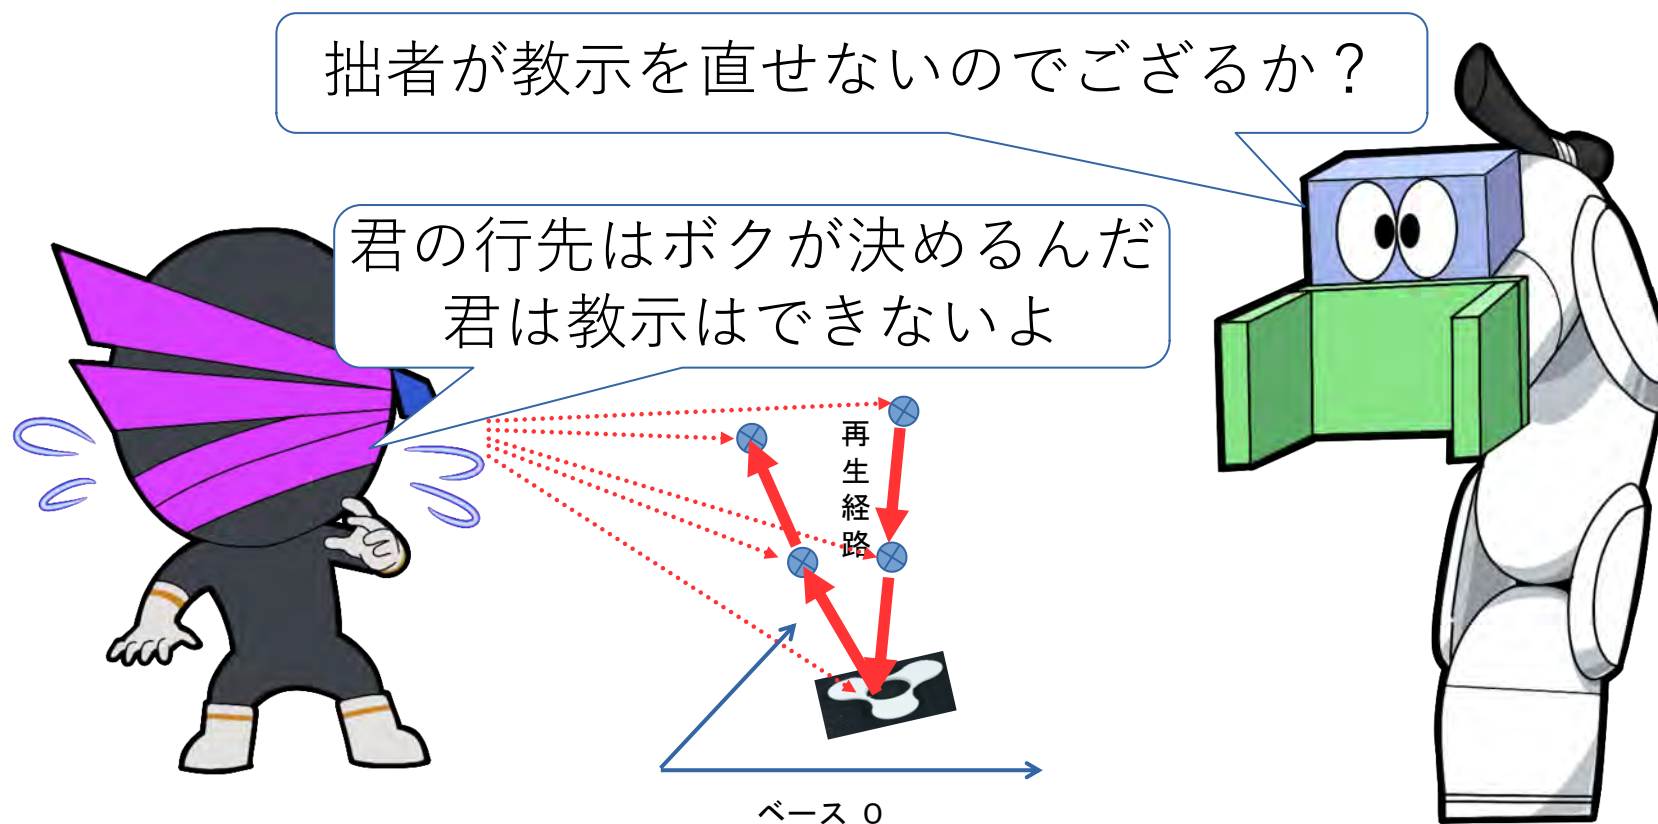 拙者が教示を直せないのでござるか？
君の行先はボクが決めるんだ
君は教示はできないよ
再生経路
ベース 0